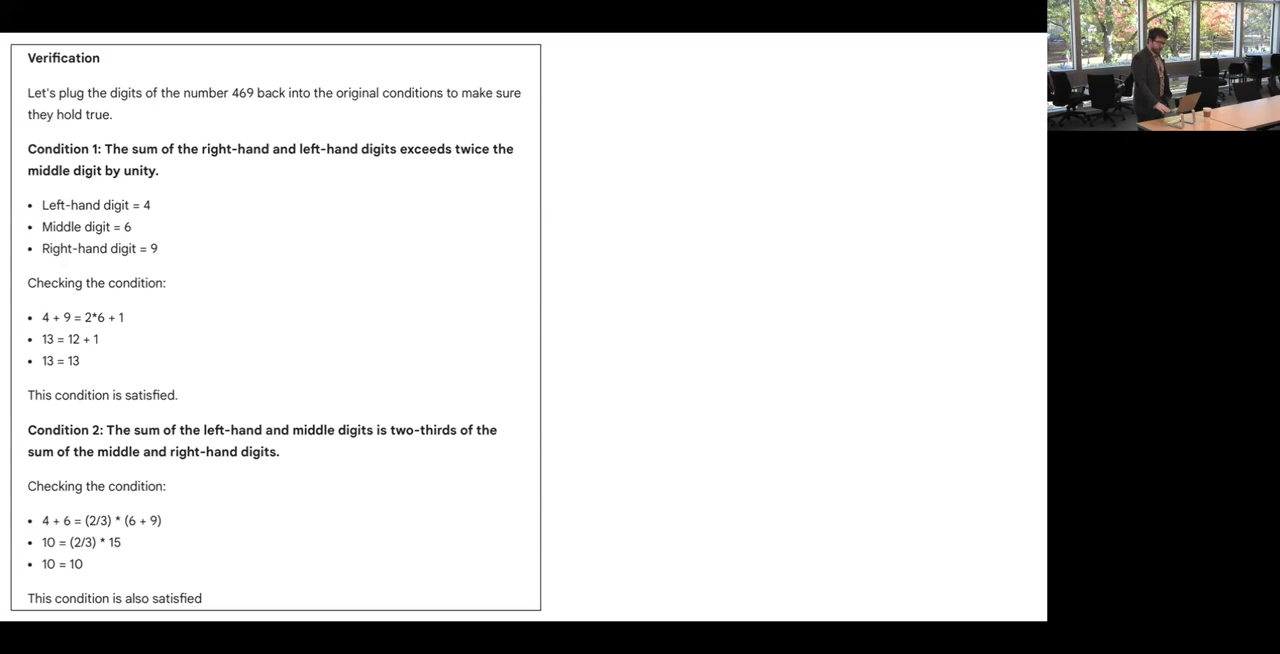 Verification
Let's plug the digits of the number 469 back into the original conditions to make sure
they hold true.
Condition 1: The sum of the right-hand and left-hand digits exceeds twice the
middle digit by unity.
• Left-hand digit = 4
• Middle digit = 6
• Right-hand digit = 9
Checking the condition:
• 4 + 9 = 2*6 + 1
• 13 = 12 + 1
• 13 = 13
This condition is satisfied.
Condition 2: The sum of the left-hand and middle digits is two-thirds of the
sum of the middle and right-hand digits.
Checking the condition:
• 4 + 6 = (2/3) * (6 + 9)
• 10 = (2/3) * 15
• 10 = 10
This condition is also satisfied